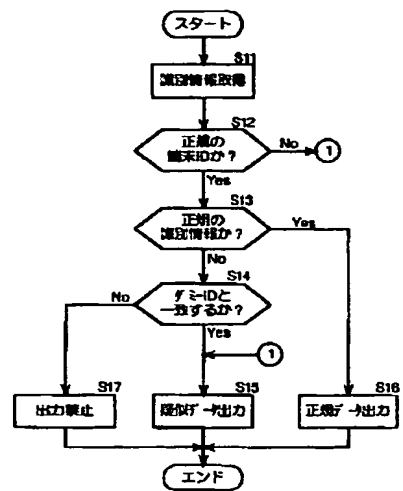 スタート
S11
識別情報取得
S12
正規の
端末IDか?
No
1
Yes
S13
正規の
識別情報か?
Yes
No
S14
ダミーIDと
一致するか?
No
Yes
1
S17
出力禁止
S15
疑似データ出力
S16
正規データ出力
エンド